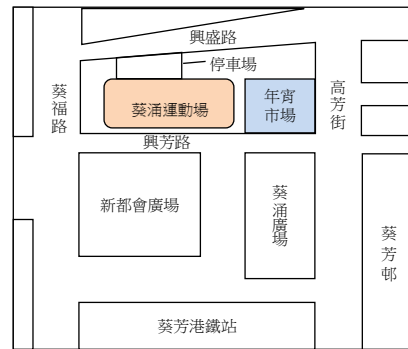 興盛路
停車場
葵福路
葵涌運動場
年宵
市場
高芳街
興芳路
新都會廣場
葵涌廣場
葵芳邨
葵芳港鐵站